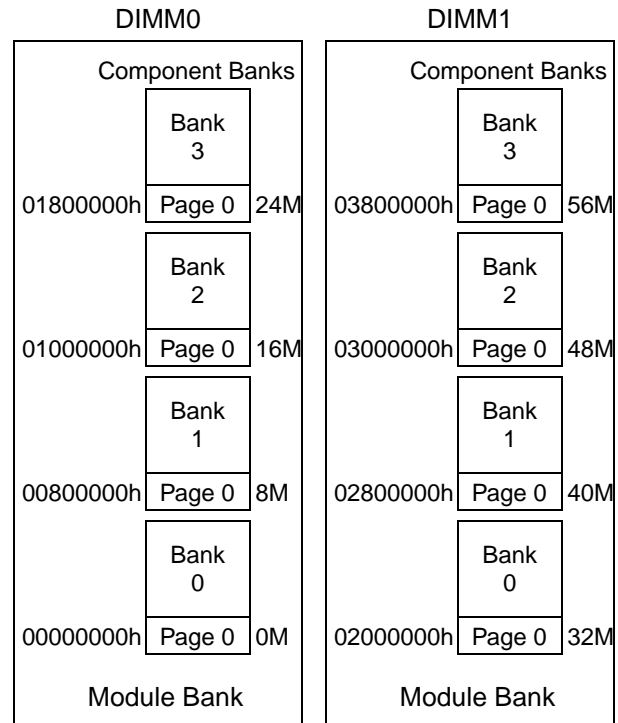 DIMM0
Component Banks
Bank
3
01800000h Page 0 24M
Bank
2
01000000h Page 0 16M
Bank
1
00800000h Page 0 8M
Bank
0
00000000h Page 0 0M
Module Bank
DIMM1
Component Banks
Bank
3
03800000h Page 0 56M
Bank
2
03000000h Page 0 48M
Bank
1
02800000h Page 0 40M
Bank
0
02000000h Page 0 32M
Module Bank